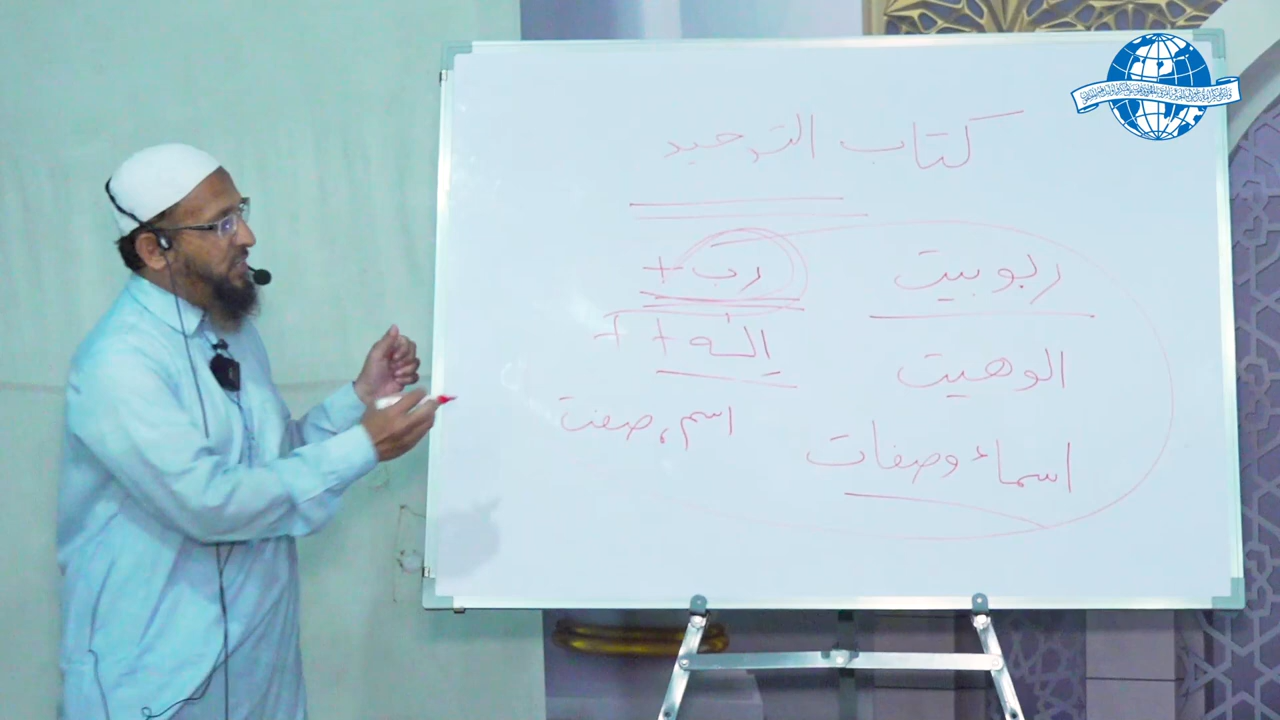 كتاب التوحيد
ربوبيت رب +
الوهيت الٰہ + +
اسماء وصفات اسم، صفت